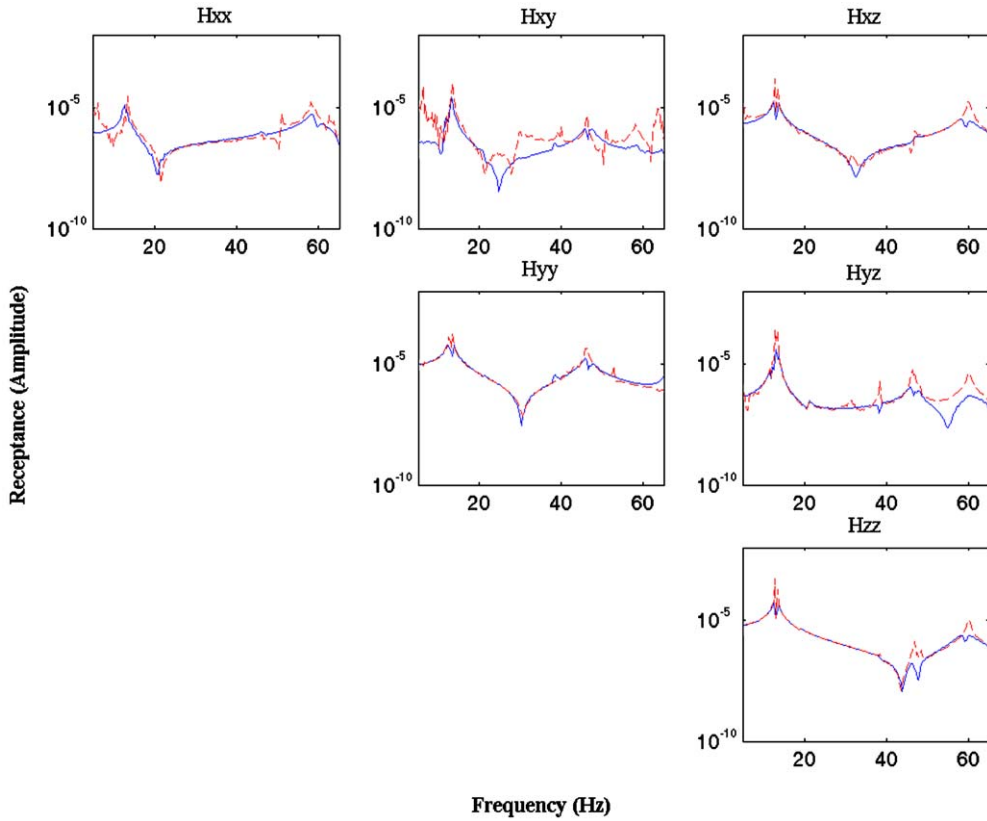 Hxx Hxy Hxz
10^-5 10^-5 10^-5
10^-10 10^-10 10^-10
20 40 60 20 40 60 20 40 60
Hyy Hyz
10^-5 10^-5
10^-10 10^-10
20 40 60 20 40 60
Hzz
10^-5
10^-10
20 40 60
Receptance (Amplitude)
Frequency (Hz)